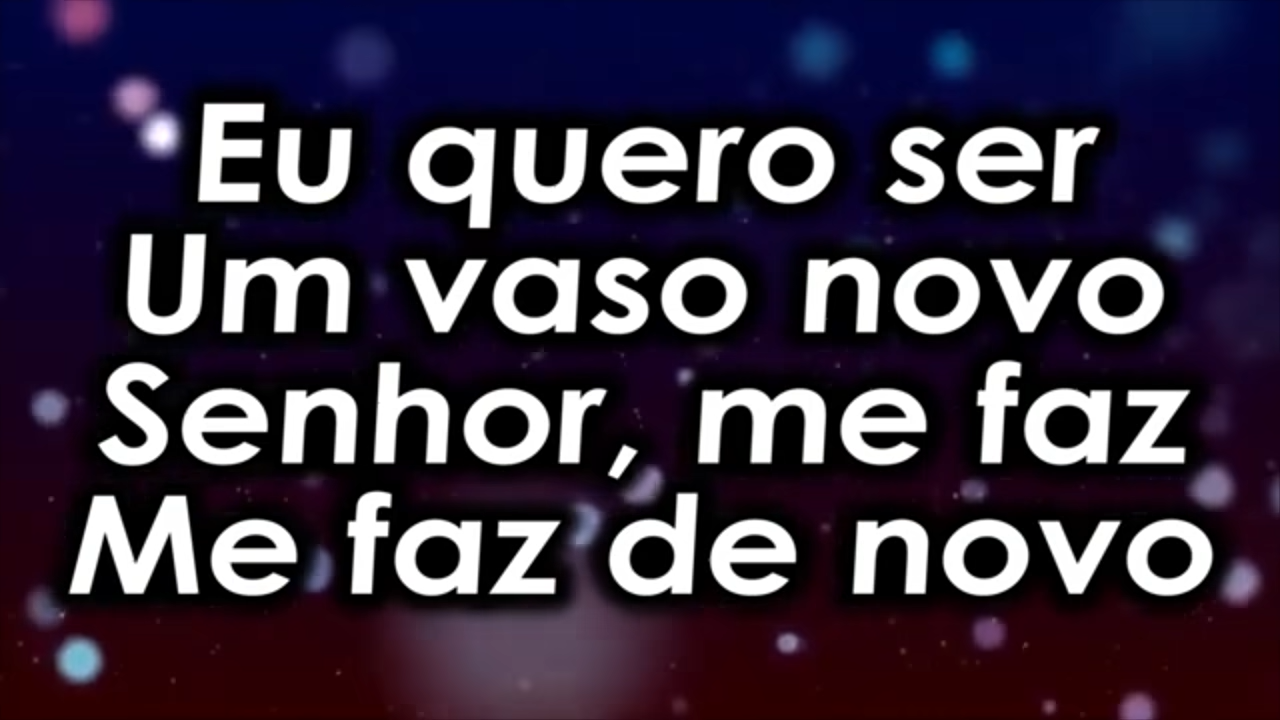 Eu quero ser
Um vaso novo
Senhor, me faz
Me faz de novo